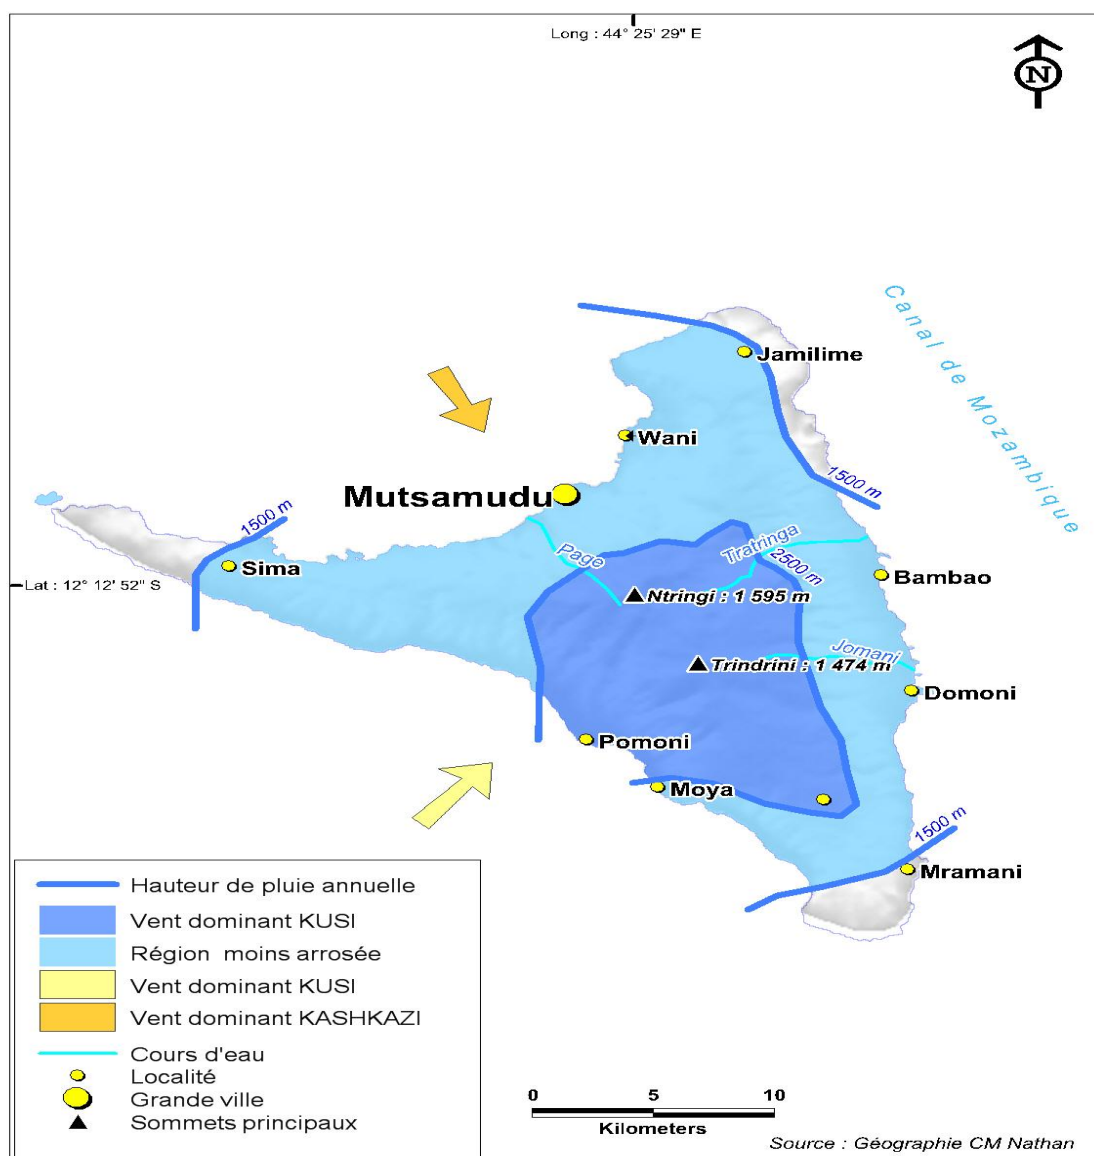 Long : 44° 25' 29" E
N
Canal de Mozambique
Jamilime
Wani
1500 m
Mutsamudu
1500 m
Page
Tratringa
2500 m
Sima
Bambao
Lat : 12° 12' 52" S
Ntringi : 1 595 m
Jomani
Trindrini : 1 474 m
Domoni
Pomoni
Moya
1500 m
Mramani
Hauteur de pluie annuelle
Vent dominant KUSI
Région moins arrosée
Vent dominant KUSI
Vent dominant KASHKAZI
Cours d'eau
Localité
Grande ville
Sommets principaux
0 5 10
Kilometers
Source : Géographie CM Nathan